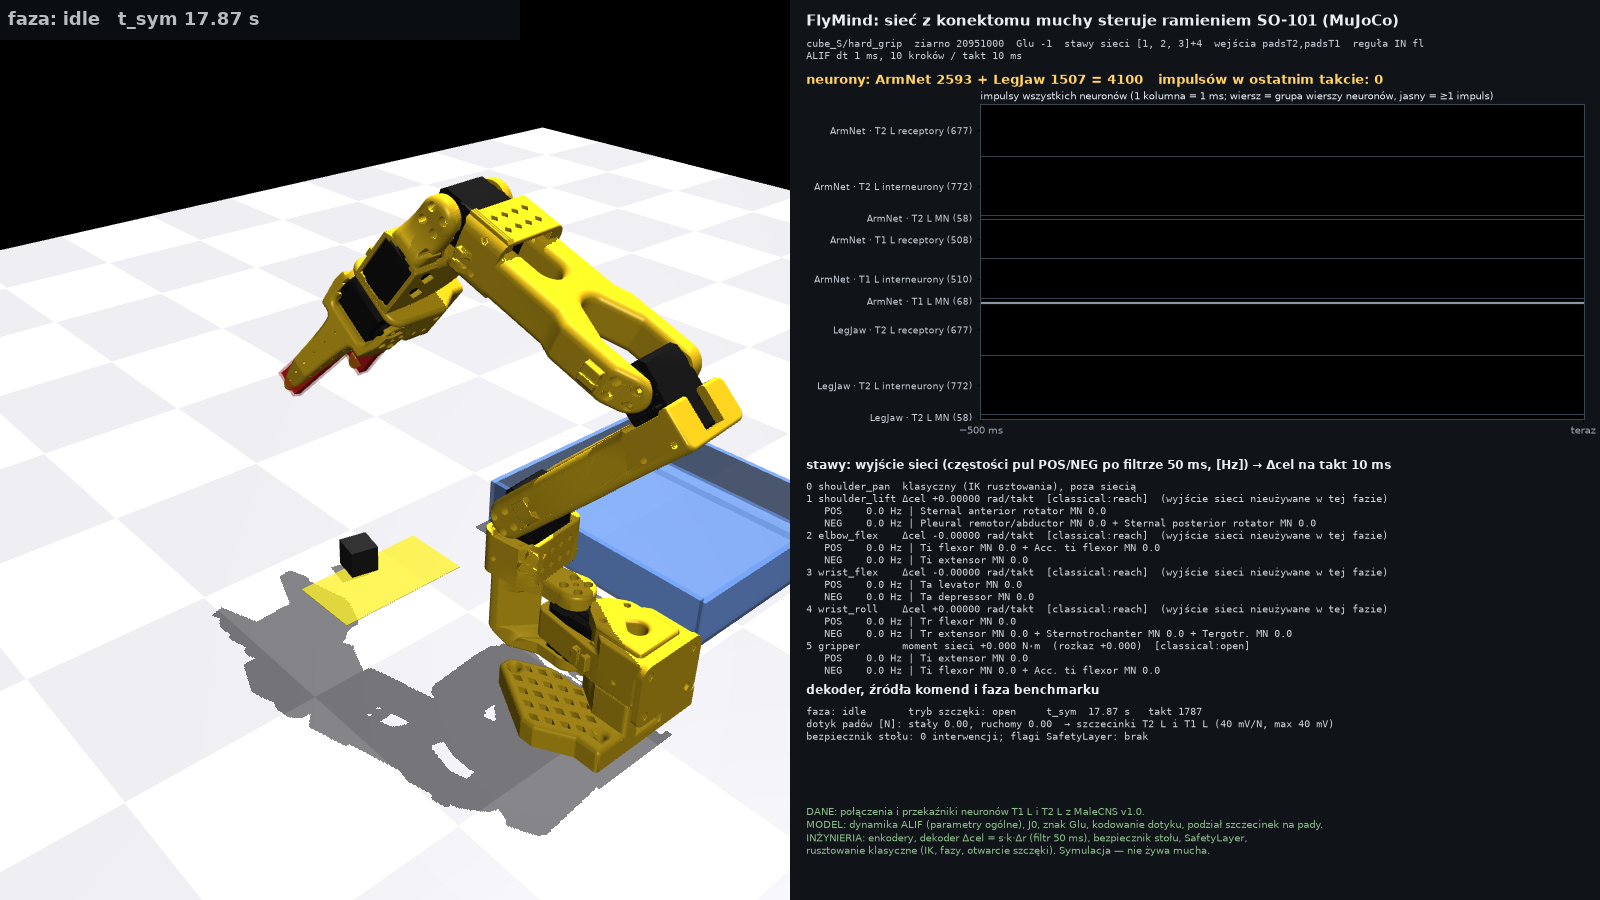 faza: idle   t_sym 17.87 s
FlyMind: sieć z konektomu muchy steruje ramieniem SO-101 (MuJoCo)
cube_S/hard_grip  ziarno 20951000  Glu -1  stawy sieci [1, 2, 3]+4  wejścia padsT2,padsT1  reguła IN fl
ALIF dt 1 ms, 10 kroków / takt 10 ms
neurony: ArmNet 2593 + LegJaw 1507 = 4100   impulsów w ostatnim takcie: 0
impulsy wszystkich neuronów (1 kolumna = 1 ms; wiersz = grupa wierszy neuronów, jasny = ≥1 impuls)
ArmNet · T2 L receptory (677)
ArmNet · T2 L interneurony (772)
ArmNet · T2 L MN (58)
ArmNet · T1 L receptory (508)
ArmNet · T1 L interneurony (510)
ArmNet · T1 L MN (68)
LegJaw · T2 L receptory (677)
LegJaw · T2 L interneurony (772)
LegJaw · T2 L MN (58)
−500 ms   teraz
stawy: wyjście sieci (częstości pul POS/NEG po filtrze 50 ms, [Hz]) → Δcel na takt 10 ms
0 shoulder_pan  klasyczny (IK rusztowania), poza siecią
1 shoulder_lift Δcel +0.00000 rad/takt  [classical:reach]  (wyjście sieci nieużywane w tej fazie)
POS    0.0 Hz | Sternal anterior rotator MN 0.0
NEG    0.0 Hz | Pleural remotor/abductor MN 0.0 + Sternal posterior rotator MN 0.0
2 elbow_flex    Δcel -0.00000 rad/takt  [classical:reach]  (wyjście sieci nieużywane w tej fazie)
POS    0.0 Hz | Ti flexor MN 0.0 + Acc. ti flexor MN 0.0
NEG    0.0 Hz | Ti extensor MN 0.0
3 wrist_flex    Δcel -0.00000 rad/takt  [classical:reach]  (wyjście sieci nieużywane w tej fazie)
POS    0.0 Hz | Ta levator MN 0.0
NEG    0.0 Hz | Ta depressor MN 0.0
4 wrist_roll    Δcel +0.00000 rad/takt  [classical:reach]  (wyjście sieci nieużywane w tej fazie)
POS    0.0 Hz | Tr flexor MN 0.0
NEG    0.0 Hz | Tr extensor MN 0.0 + Sternotrochanter MN 0.0 + Tergotr. MN 0.0
5 gripper       moment sieci +0.000 N·m  (rozkaz +0.000)  [classical:open]
POS    0.0 Hz | Ti extensor MN 0.0
NEG    0.0 Hz | Ti flexor MN 0.0 + Acc. ti flexor MN 0.0
dekoder, źródła komend i faza benchmarku
faza: idle       tryb szczęki: open     t_sym  17.87 s   takt 1787
dotyk padów [N]: stały 0.00, ruchomy 0.00  → szczecinki T2 L i T1 L (40 mV/N, max 40 mV)
bezpiecznik stołu: 0 interwencji; flagi SafetyLayer: brak
DANE: połączenia i przekaźniki neuronów T1 L i T2 L z MaleCNS v1.0.
MODEL: dynamika ALIF (parametry ogólne), J0, znak Glu, kodowanie dotyku, podział szczecinek na pady.
INŻYNIERIA: enkodery, dekoder Δcel = s·k·Δr (filtr 50 ms), bezpiecznik stołu, SafetyLayer,
rusztowanie klasyczne (IK, fazy, otwarcie szczęki). Symulacja — nie żywa mucha.